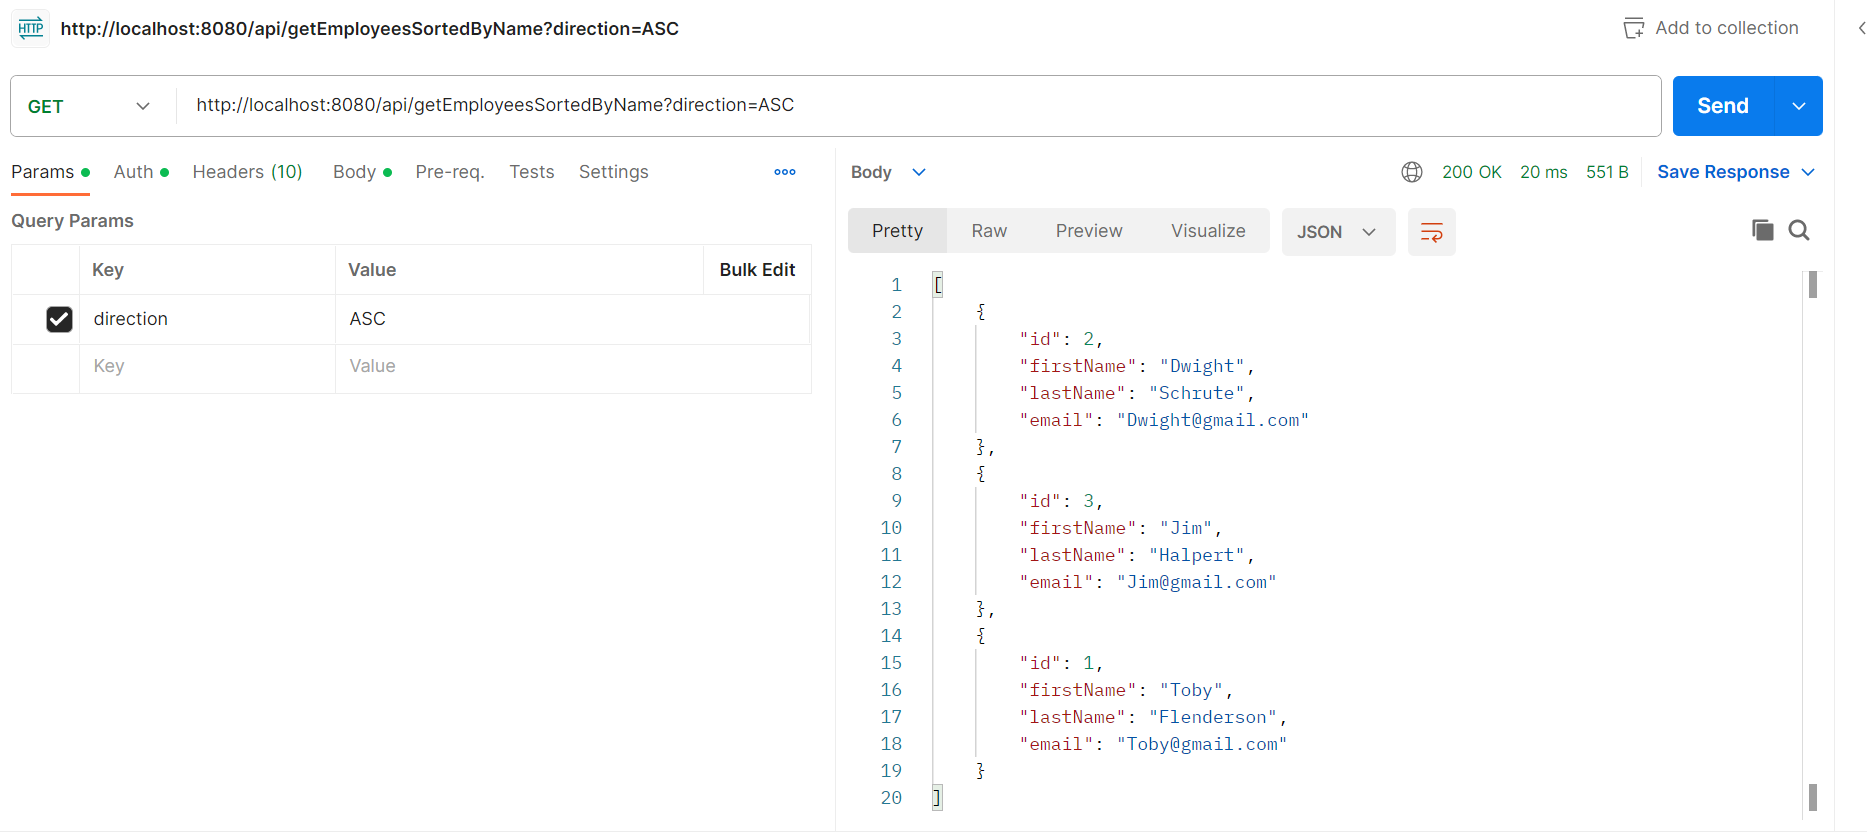 HTTP http://localhost:8080/api/getEmployeesSortedByName?direction=ASC Add to collection
GET http://localhost:8080/api/getEmployeesSortedByName?direction=ASC Send
Params Auth Headers (10) Body Pre-req. Tests Settings
Query Params
Key Value Bulk Edit
direction ASC
Key Value
Body 200 OK 20 ms 551 B Save Response
Pretty Raw Preview Visualize JSON
1 [
2 {
3 "id": 2,
4 "firstName": "Dwight",
5 "lastName": "Schrute",
6 "email": "Dwight@gmail.com"
7 },
8 {
9 "id": 3,
10 "firstName": "Jim",
11 "lastName": "Halpert",
12 "email": "Jim@gmail.com"
13 },
14 {
15 "id": 1,
16 "firstName": "Toby",
17 "lastName": "Flenderson",
18 "email": "Toby@gmail.com"
19 }
20 ]